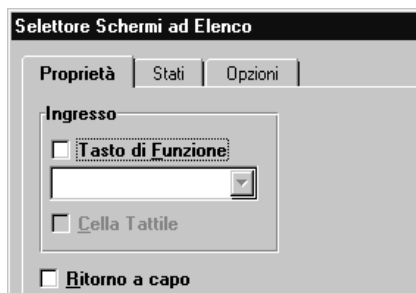 Selettore Schermi ad Elenco
Proprietà Stati Opzioni
Ingresso
Tasto di Funzione
Cella Tattile
Ritorno a capo